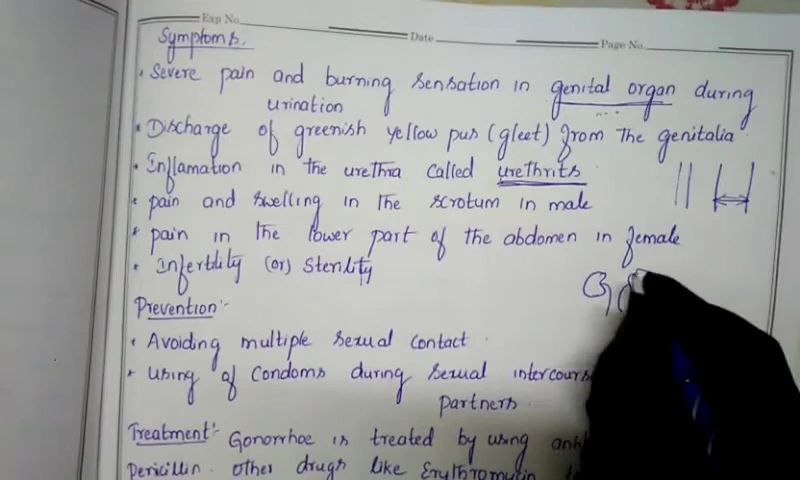 Exp No.
Date
Page No.
Symptoms.
• Severe pain and burning sensation in genital organ during
urination
• Discharge of greenish yellow pus (gleet) from the genitalia
• Inflamation in the urethra called urethrits
• pain and swelling in the scrotum in male
• pain in the lower part of the abdomen in female
• Infertility (or) Sterility
Prevention:-
• Avoiding multiple sexual contact
• Using of condoms during sexual intercours
partners.
Treatment:- Gonorrhoe is treated by using
penicillin. other drugs like Erythromycin